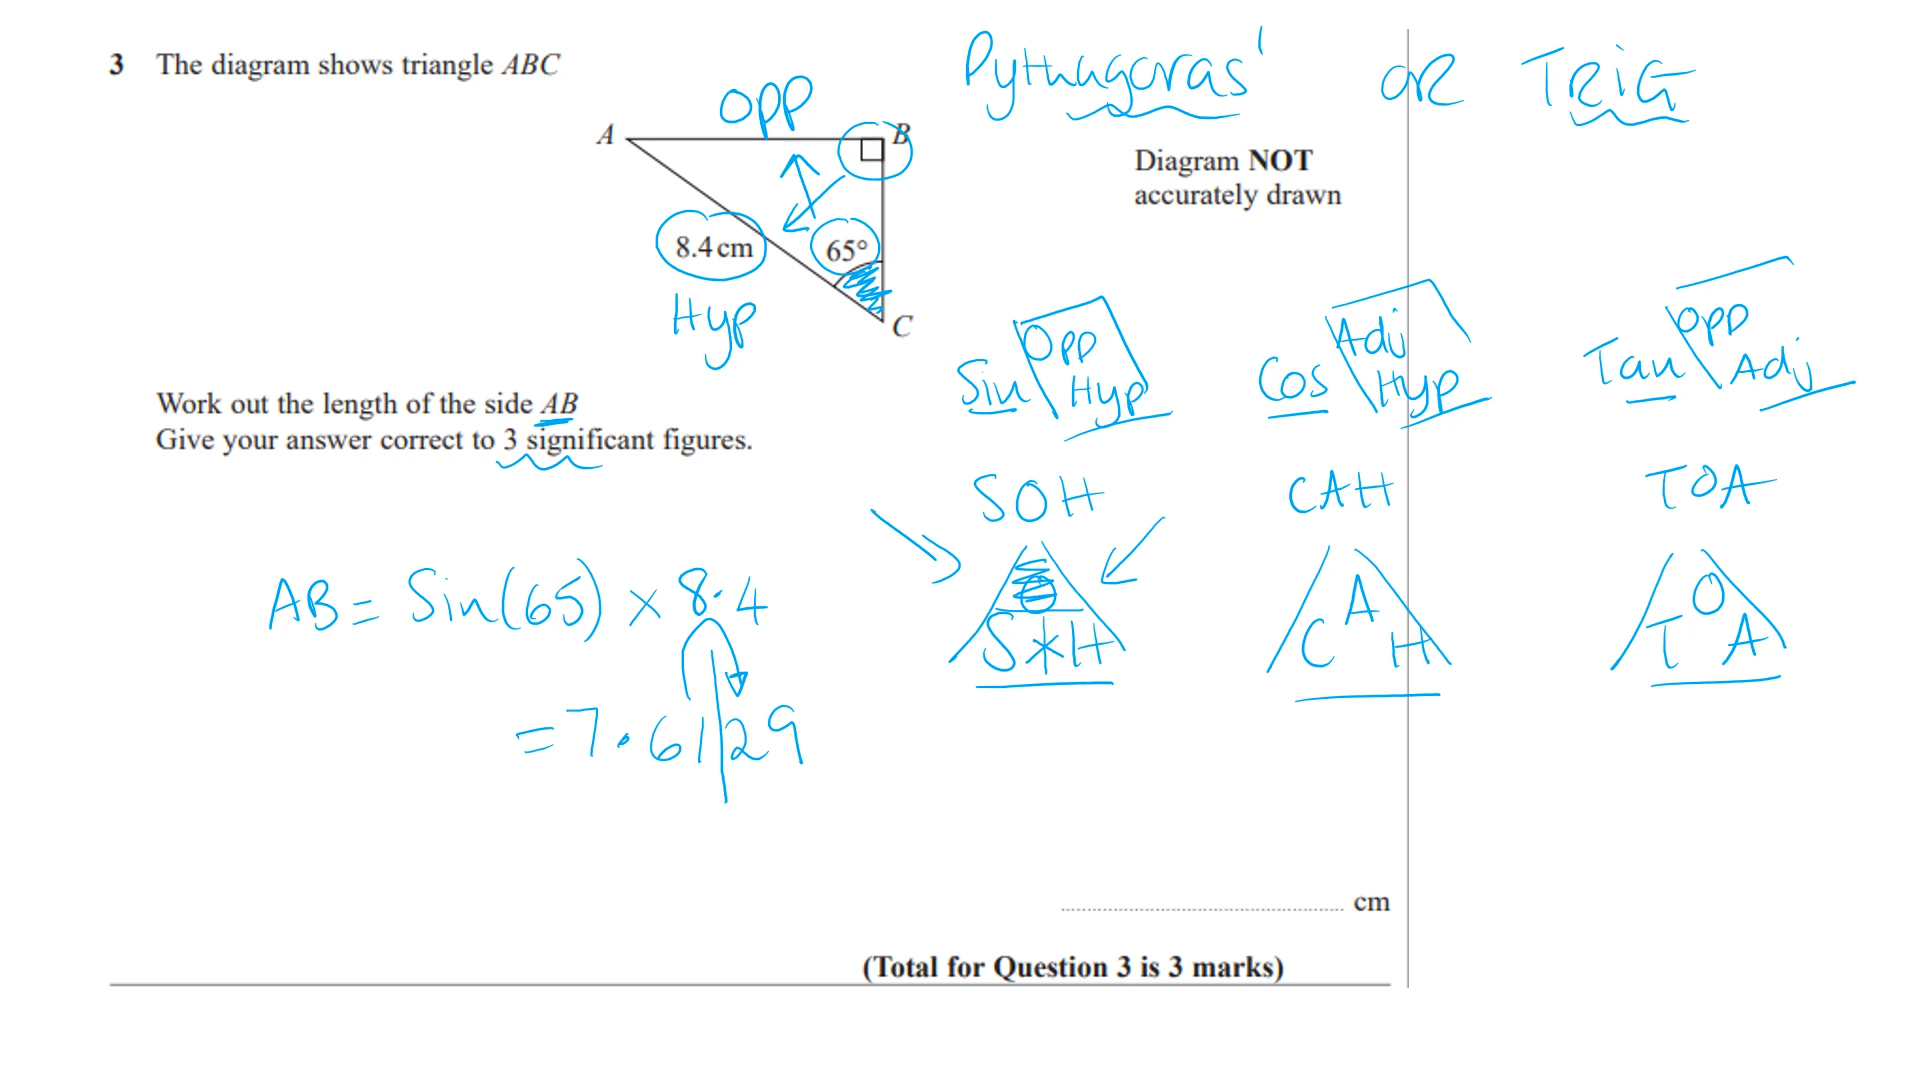 Pythagoras' OR TRIG
3 The diagram shows triangle ABC
opp
A
B
Diagram NOT
accurately drawn
8.4 cm
65°
Hyp
C
Sin Opp Hyp
Cos Adj Hyp
Tan Opp Adj
Work out the length of the side AB
Give your answer correct to 3 significant figures.
SOH CAH TOA
O
S*H
A
C H
O
T A
AB = Sin(65) × 8.4
= 7.61|29
cm
(Total for Question 3 is 3 marks)